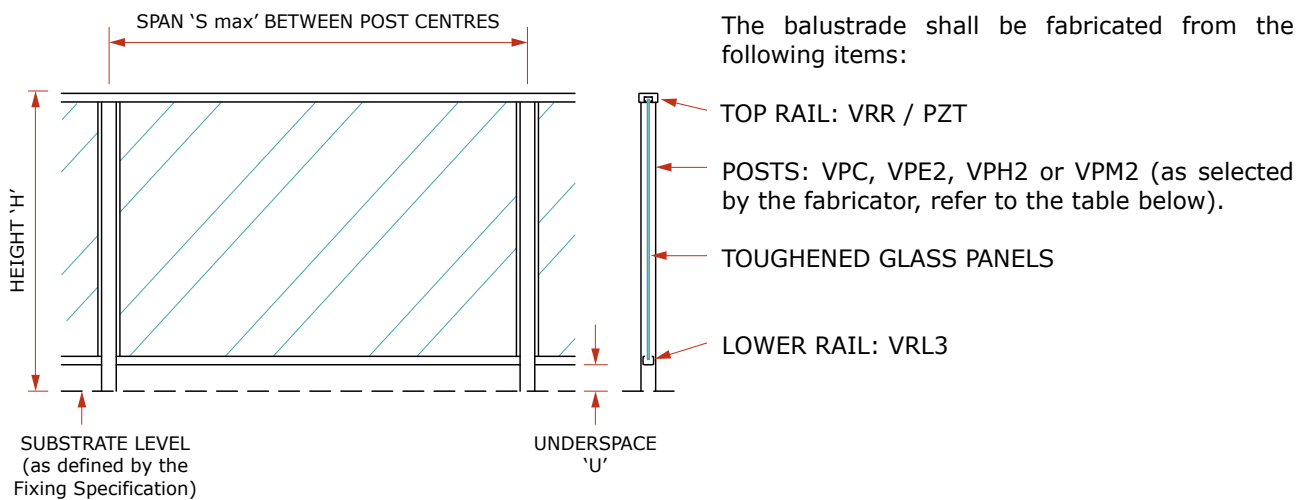 SPAN ‘S max’ BETWEEN POST CENTRES
HEIGHT ‘H’
SUBSTRATE LEVEL
(as defined by the
Fixing Specification)
UNDERSPACE
‘U’
The balustrade shall be fabricated from the
following items:
TOP RAIL: VRR / PZT
POSTS: VPC, VPE2, VPH2 or VPM2 (as selected
by the fabricator, refer to the table below).
TOUGHENED GLASS PANELS
LOWER RAIL: VRL3